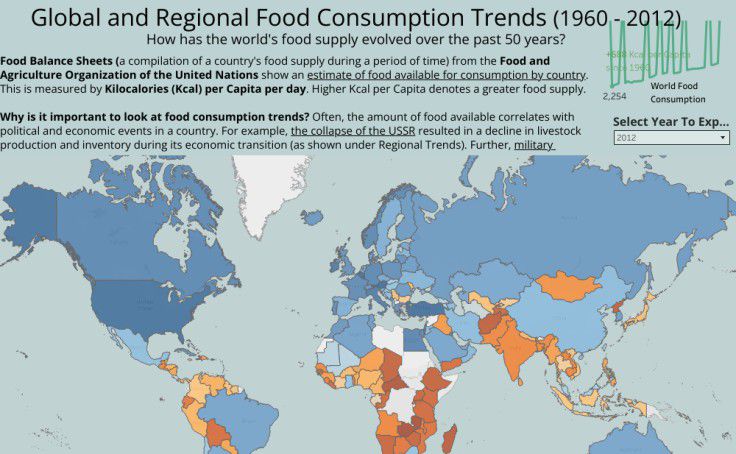 Global and Regional Food Consumption Trends (1960 - 2012)
How has the world's food supply evolved over the past 50 years?
Food Balance Sheets (a compilation of a country's food supply during a period of time) from the Food and
Agriculture Organization of the United Nations show an estimate of food available for consumption by country.
This is measured by Kilocalories (Kcal) per Capita per day. Higher Kcal per Capita denotes a greater food supply.
Why is it important to look at food consumption trends? Often, the amount of food available correlates with
political and economic events in a country. For example, the collapse of the USSR resulted in a decline in livestock
production and inventory during its economic transition (as shown under Regional Trends). Further, military
Kcal per Capita
since 1960
2,254
World Food
Consumption
Select Year To Exp...
2012